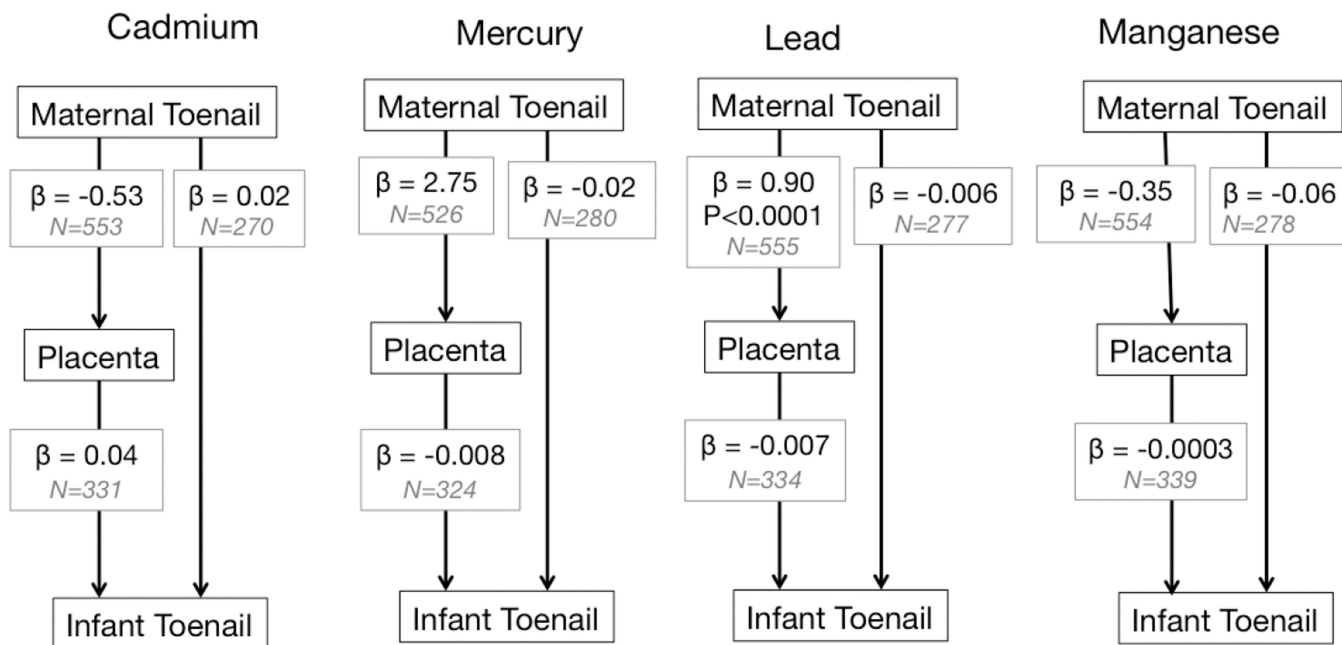 Cadmium
Maternal Toenail
β = -0.53
N=553
β = 0.02
N=270
Placenta
β = 0.04
N=331
Infant Toenail
Mercury
Maternal Toenail
β = 2.75
N=526
β = -0.02
N=280
Placenta
β = -0.008
N=324
Infant Toenail
Lead
Maternal Toenail
β = 0.90
P<0.0001
N=555
β = -0.006
N=277
Placenta
β = -0.007
N=334
Infant Toenail
Manganese
Maternal Toenail
β = -0.35
N=554
β = -0.06
N=278
Placenta
β = -0.0003
N=339
Infant Toenail